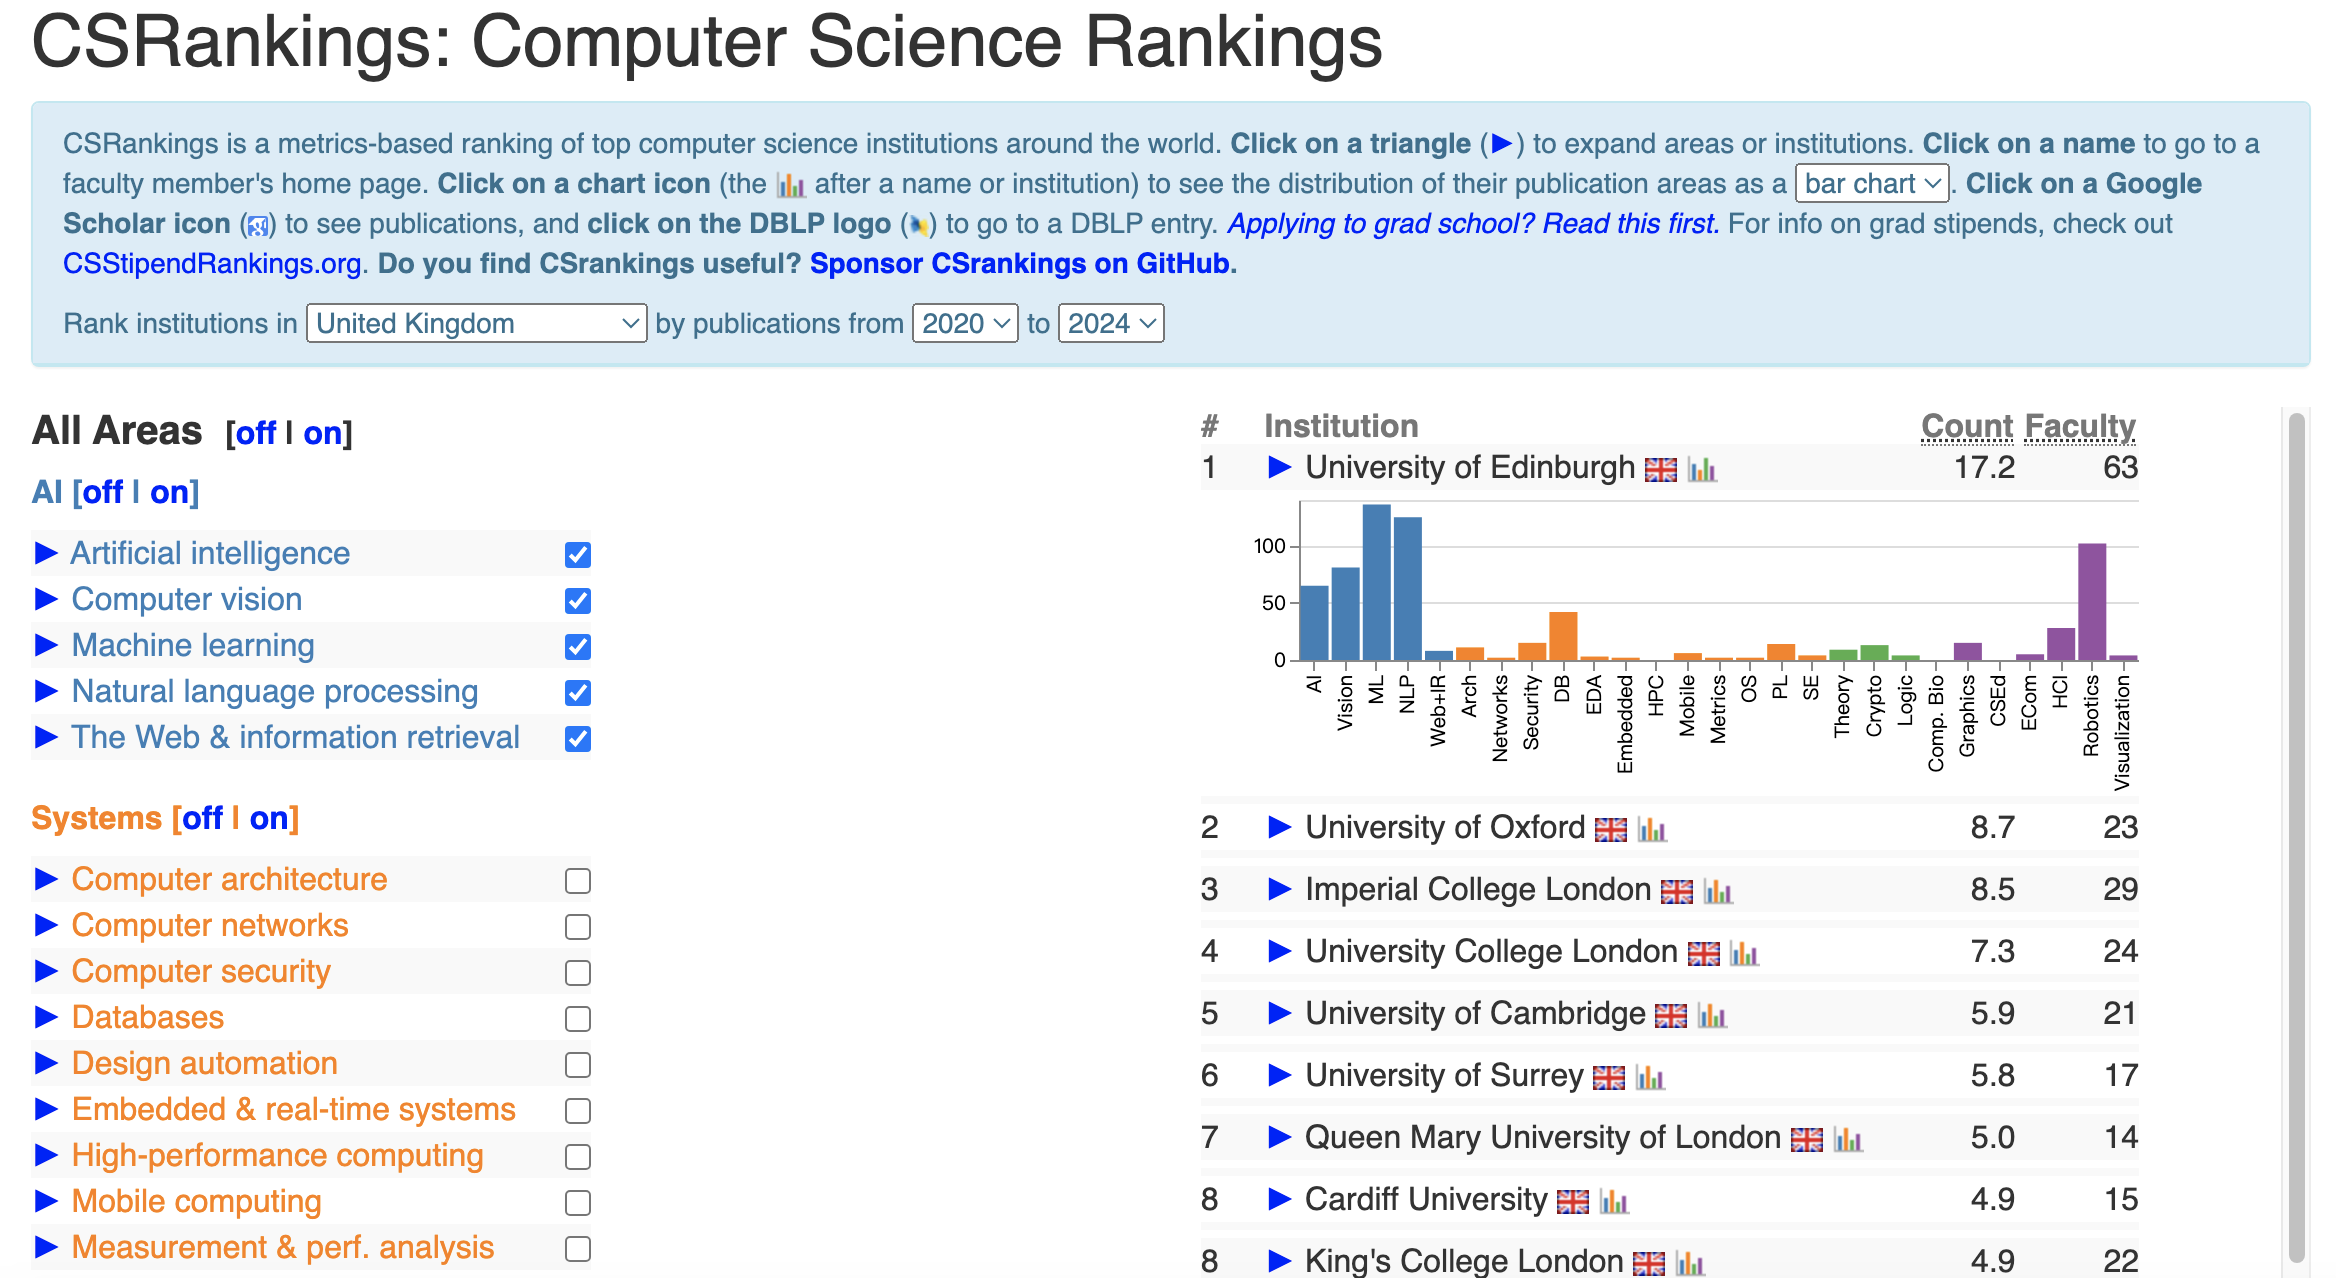 CSRankings: Computer Science Rankings
CSRankings is a metrics-based ranking of top computer science institutions around the world. Click on a triangle (▶) to expand areas or institutions. Click on a name to go to a
faculty member's home page. Click on a chart icon (the after a name or institution) to see the distribution of their publication areas as a bar chart. Click on a Google
Scholar icon () to see publications, and click on the DBLP logo () to go to a DBLP entry. Applying to grad school? Read this first. For info on grad stipends, check out
CSStipendRankings.org. Do you find CSrankings useful? Sponsor CSrankings on GitHub.
Rank institutions in United Kingdom by publications from 2020 to 2024
All Areas [off | on]
AI [off | on]
▶ Artificial intelligence
▶ Computer vision
▶ Machine learning
▶ Natural language processing
▶ The Web & information retrieval
Systems [off | on]
▶ Computer architecture
▶ Computer networks
▶ Computer security
▶ Databases
▶ Design automation
▶ Embedded & real-time systems
▶ High-performance computing
▶ Mobile computing
▶ Measurement & perf. analysis
# Institution Count Faculty
1 ▶ University of Edinburgh 17.2 63
100
50
0
AI
Vision
ML
NLP
Web+IR
Arch
Networks
Security
DB
EDA
Embedded
HPC
Mobile
Metrics
OS
PL
SE
Theory
Crypto
Logic
Comp. Bio
Graphics
CSEd
ECom
HCI
Robotics
Visualization
2 ▶ University of Oxford 8.7 23
3 ▶ Imperial College London 8.5 29
4 ▶ University College London 7.3 24
5 ▶ University of Cambridge 5.9 21
6 ▶ University of Surrey 5.8 17
7 ▶ Queen Mary University of London 5.0 14
8 ▶ Cardiff University 4.9 15
8 ▶ King's College London 4.9 22